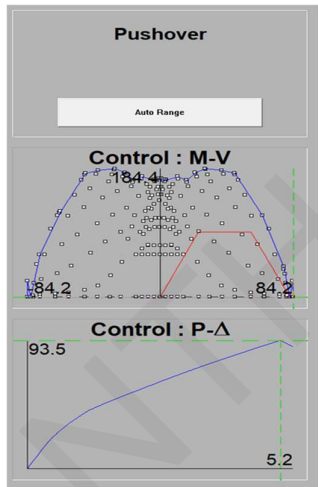 Pushover
Auto Range
Control : M-V
184.4
84.2
84.2
Control : P-Δ
93.5
5.2